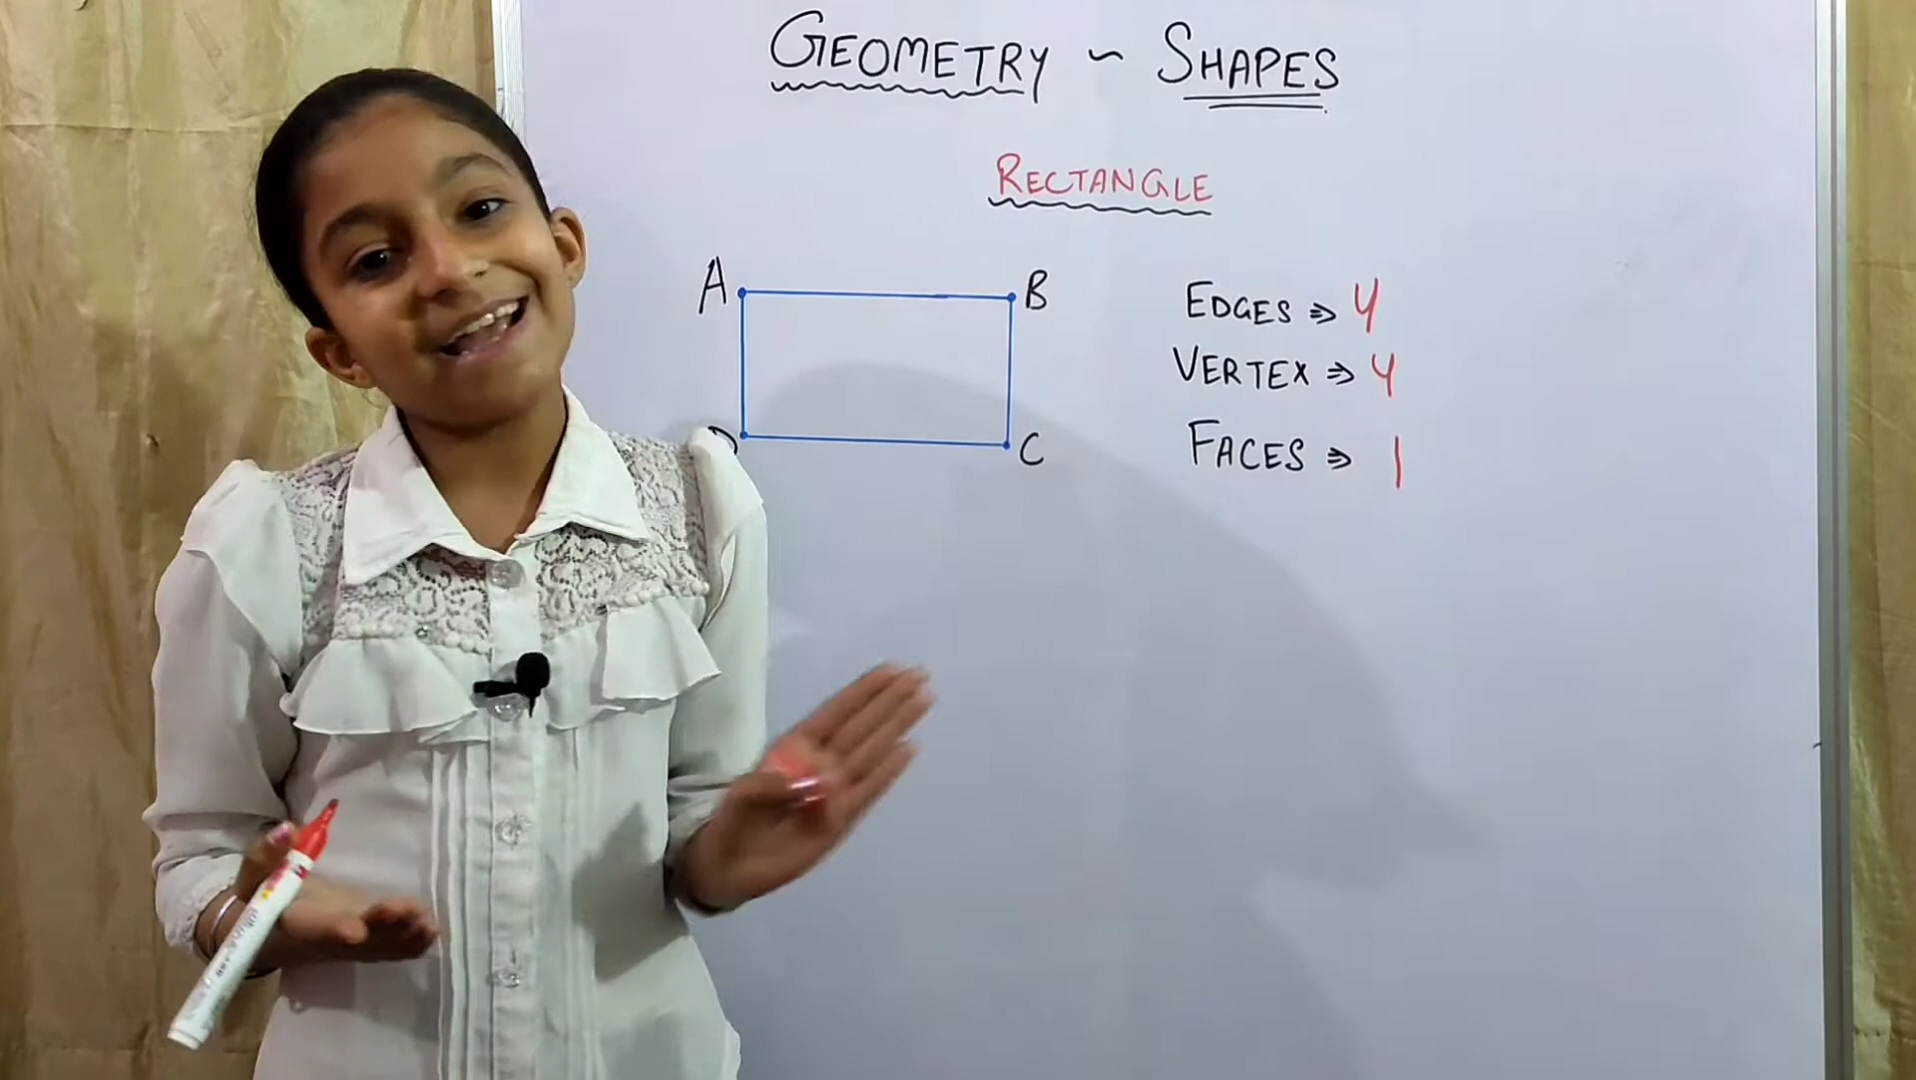 GEOMETRY ~ SHAPES
RECTANGLE
A B
D C
EDGES ⇒ 4
VERTEX ⇒ 4
FACES ⇒ 1